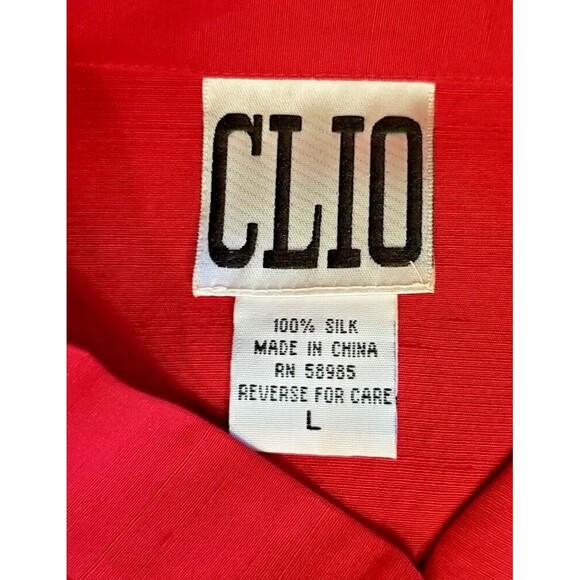 CLIO
100% SILK
MADE IN CHINA
RN 58985
REVERSE FOR CARE
L